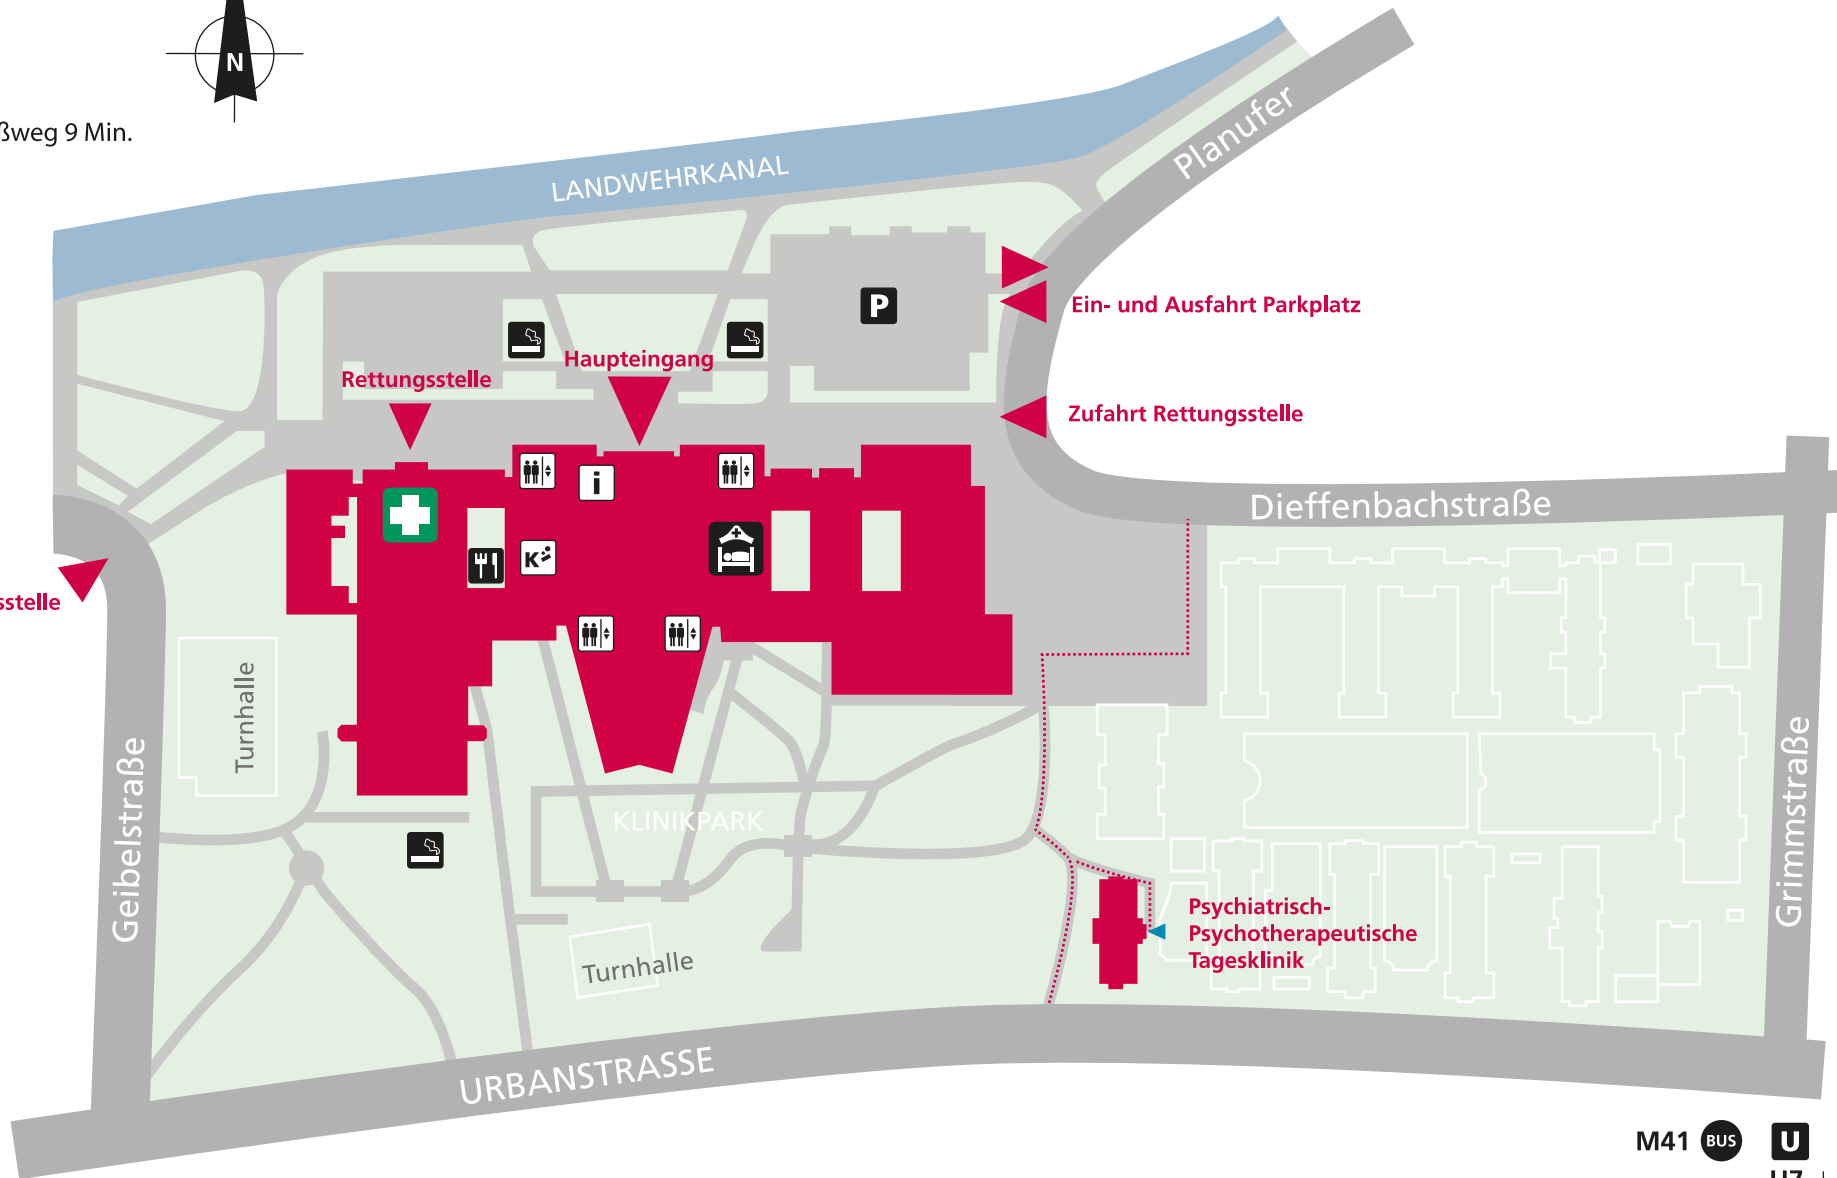 N
ßweg 9 Min.
LANDWEHRKANAL
Planufer
P
Ein- und Ausfahrt Parkplatz
Haupteingang
Rettungsstelle
Zufahrt Rettungsstelle
i
K
Dieffenbachstraße
sstelle
Turnhalle
Geibelstraße
KLINIKPARK
Grimmstraße
Psychiatrisch-
Psychotherapeutische
Tagesklinik
Turnhalle
URBANSTRASSE
M41 BUS U